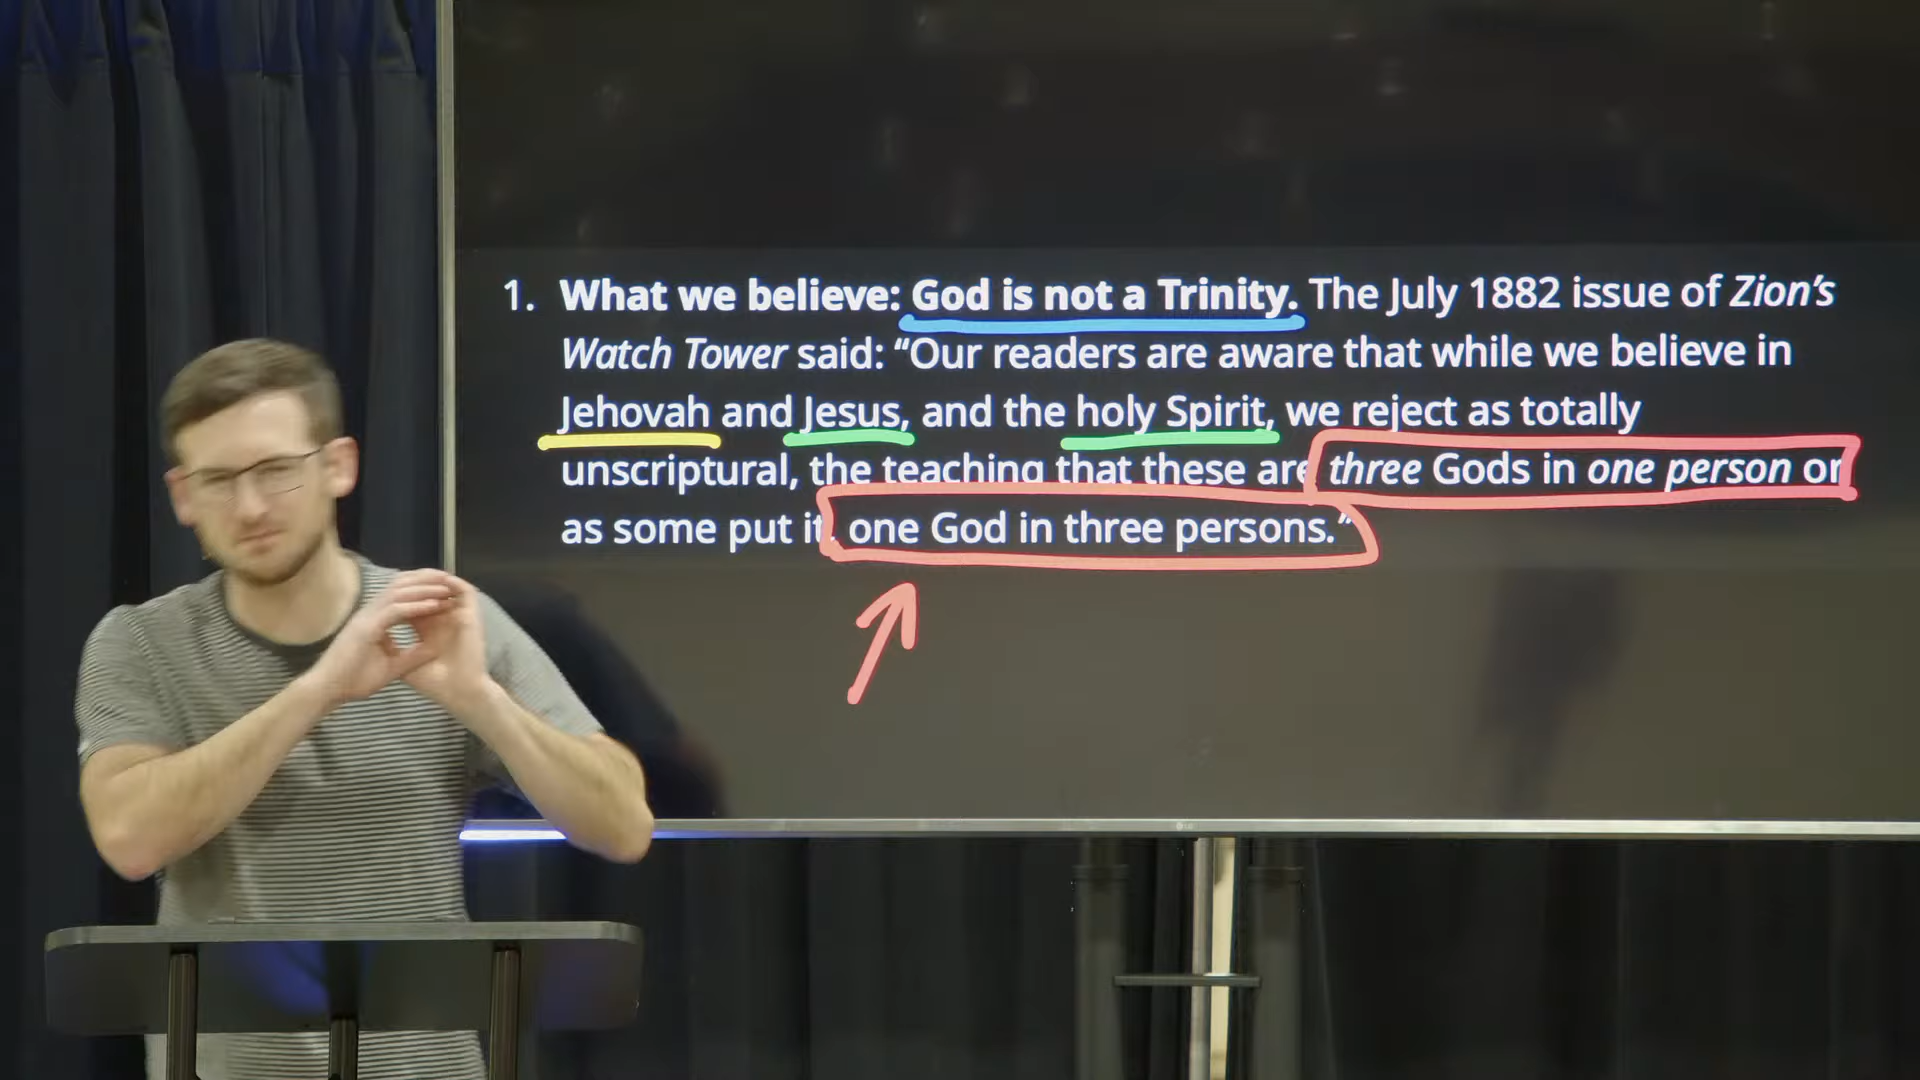 1. What we believe: God is not a Trinity. The July 1882 issue of Zion’s
Watch Tower said: “Our readers are aware that while we believe in
Jehovah and Jesus, and the holy Spirit, we reject as totally
unscriptural, the teaching that these are three Gods in one person or
as some put it, one God in three persons.”
LG